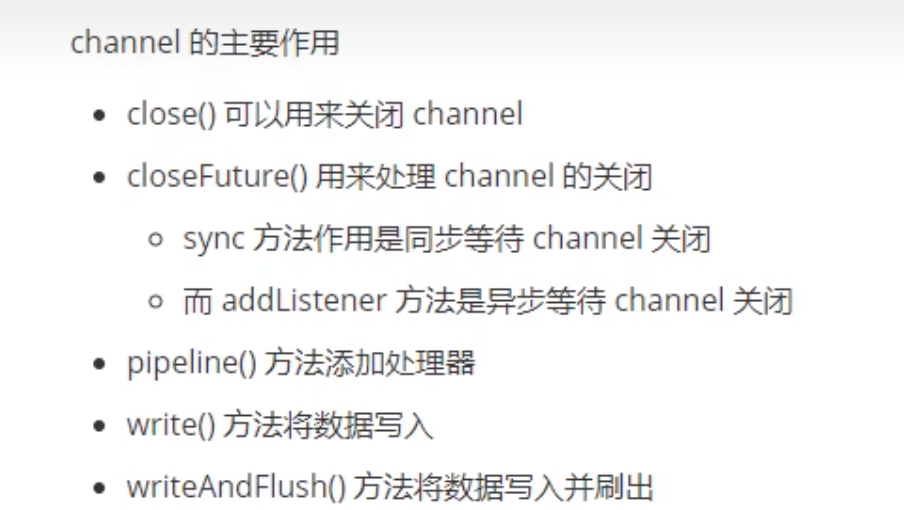 channel 的主要作用
close() 可以用来关闭 channel
closeFuture() 用来处理 channel 的关闭
sync 方法作用是同步等待 channel 关闭
而 addListener 方法是异步等待 channel 关闭
pipeline() 方法添加处理器
write() 方法将数据写入
writeAndFlush() 方法将数据写入并刷出